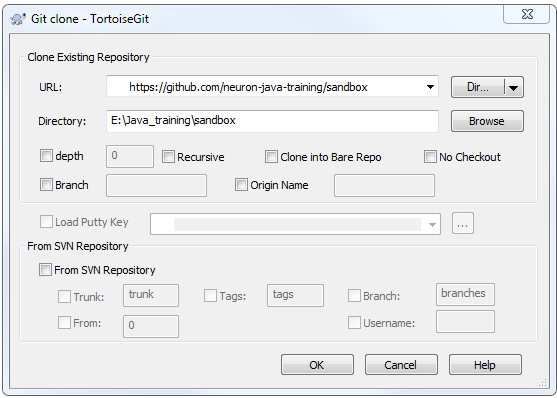 Git clone - TortoiseGit
Clone Existing Repository
URL: https://github.com/neuron-java-training/sandbox Dir...
Directory: E:\Java_training\sandbox Browse
depth 0 Recursive Clone into Bare Repo No Checkout
Branch Origin Name
Load Putty Key ...
From SVN Repository
From SVN Repository
Trunk: trunk Tags: tags Branch: branches
From: 0 Username:
OK Cancel Help